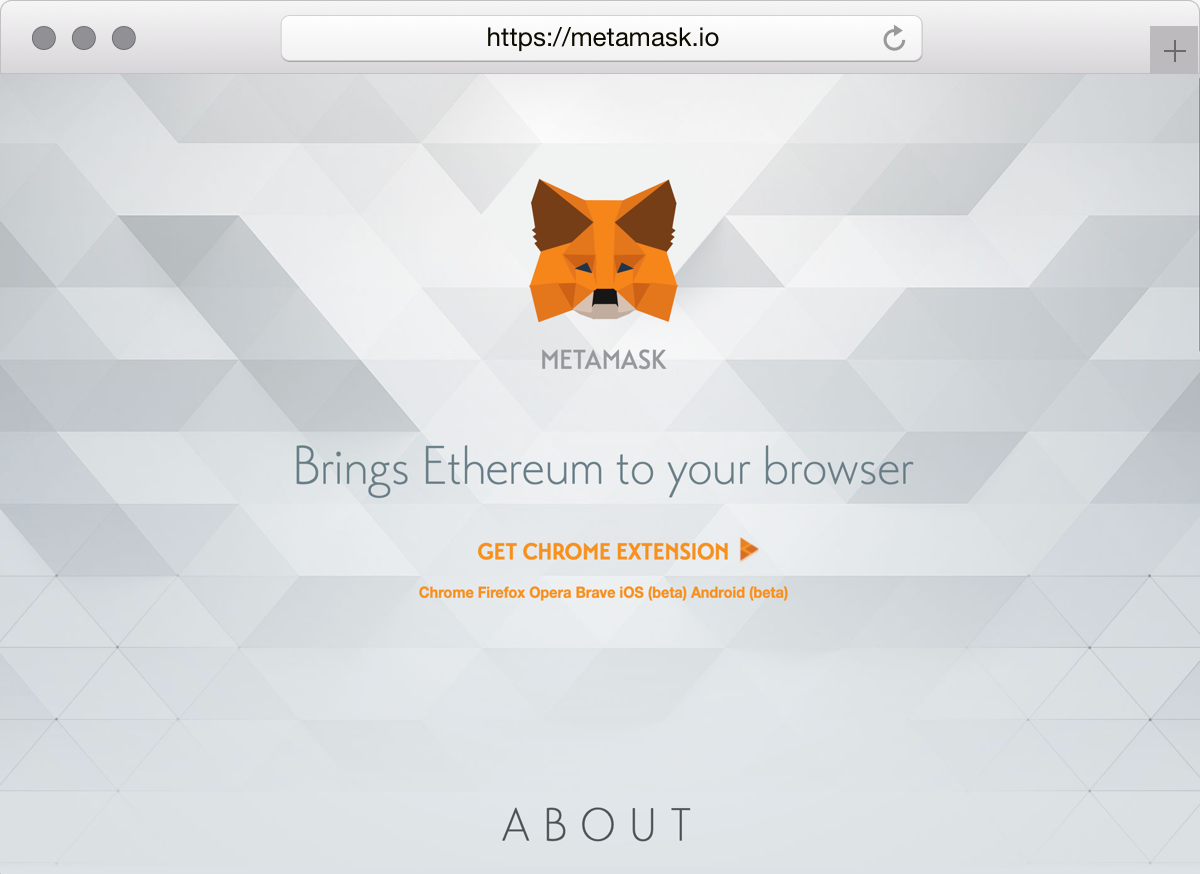 https://metamask.io
METAMASK
Brings Ethereum to your browser
GET CHROME EXTENSION
Chrome Firefox Opera Brave iOS (beta) Android (beta)
ABOUT